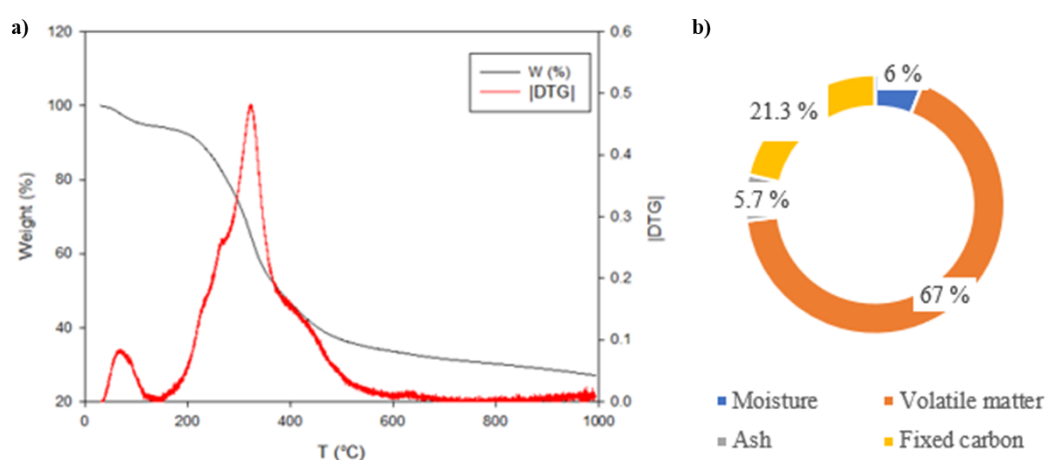 a)
120
100
80
60
40
20
Weight (%)
0
200
400
600
800
1000
T (°C)
0.6
0.5
0.4
0.3
0.2
0.1
0.0
|DTG|
W (%)
|DTG|
b)
6 %
21.3 %
5.7 %
67 %
Moisture
Volatile matter
Ash
Fixed carbon